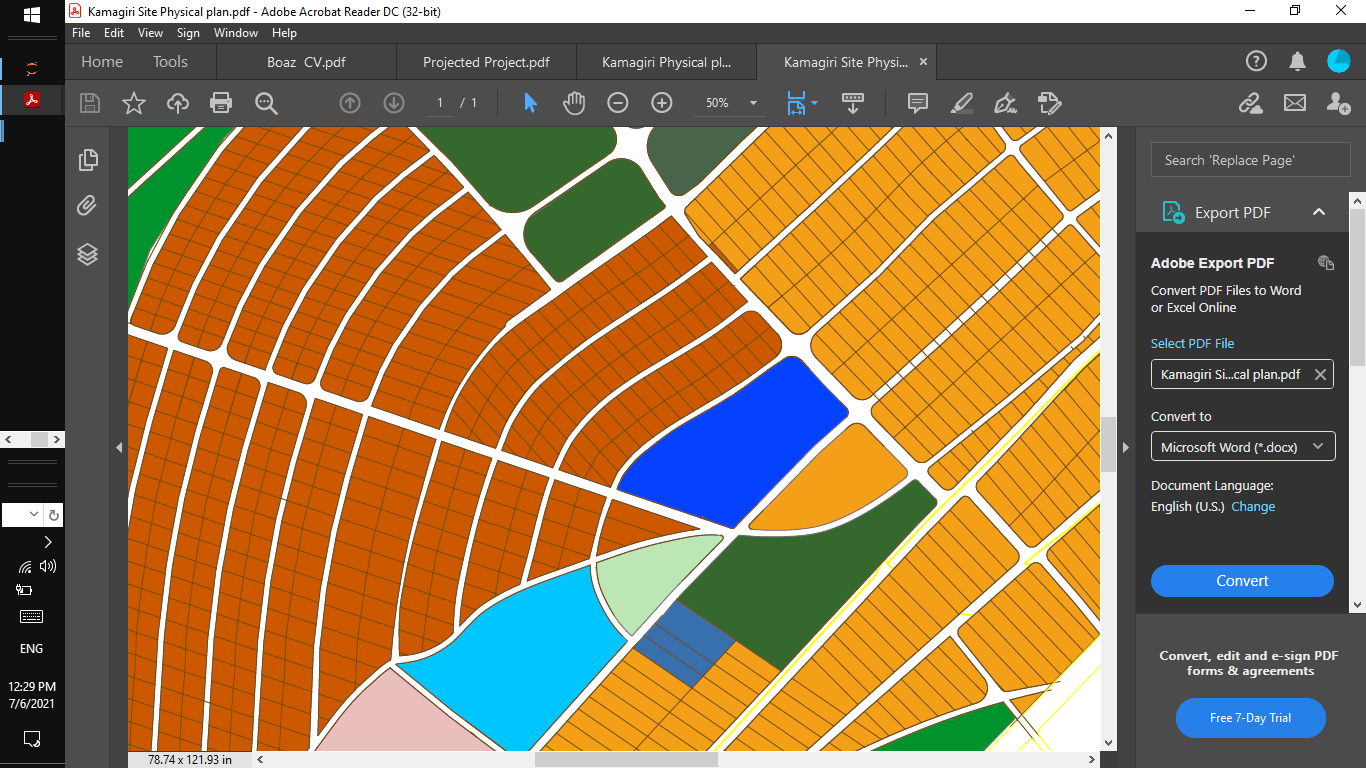 Kamagiri Site Physical plan.pdf - Adobe Acrobat Reader DC (32-bit)
File Edit View Sign Window Help
Home Tools Boaz CV.pdf Projected Project.pdf Kamagiri Physical pl... Kamagiri Site Physi... ×
1 / 1 50%
Search 'Replace Page'
Export PDF
Adobe Export PDF
Convert PDF Files to Word
or Excel Online
Select PDF File
Kamagiri Si...cal plan.pdf
Convert to
Microsoft Word (*.docx)
Document Language:
English (U.S.) Change
Convert
Convert, edit and e-sign PDF
forms & agreements
Free 7-Day Trial
ENG
12:29 PM
7/6/2021
78.74 x 121.93 in